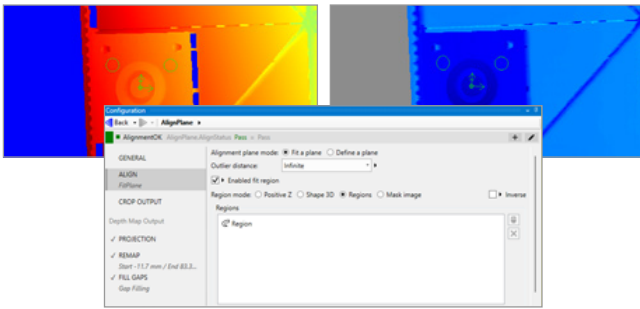 Configuration
Back AlignPlane
AlignmentOK AlignPlane.AlignStatus Pass = Pass
GENERAL
ALIGN
FitPlane
CROP OUTPUT
Depth Map Output
✓ PROJECTION
✓ REMAP
Start -11.7 mm / End 83.3...
✓ FILL GAPS
Gap Filling
Alignment plane mode: Fit a plane Define a plane
Outlier distance: Infinite
Enabled fit region
Region mode: Positive Z Shape 3D Regions Mask image Inverse
Regions
Region